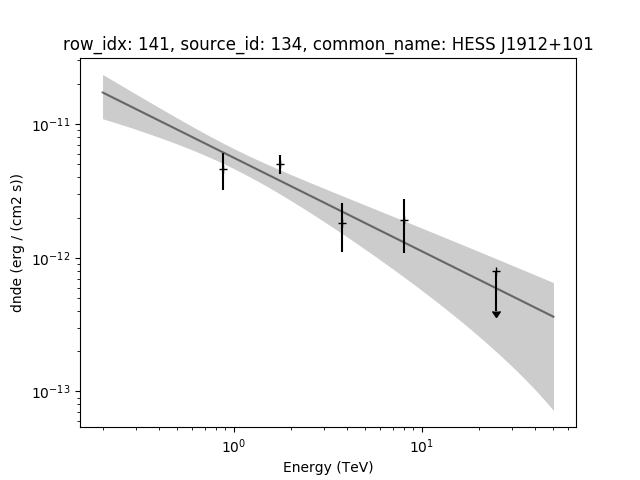 row_idx: 141, source_id: 134, common_name: HESS J1912+101
dnde (erg / (cm2 s))
10⁻¹¹
10⁻¹²
10⁻¹³
10⁰
10¹
Energy (TeV)